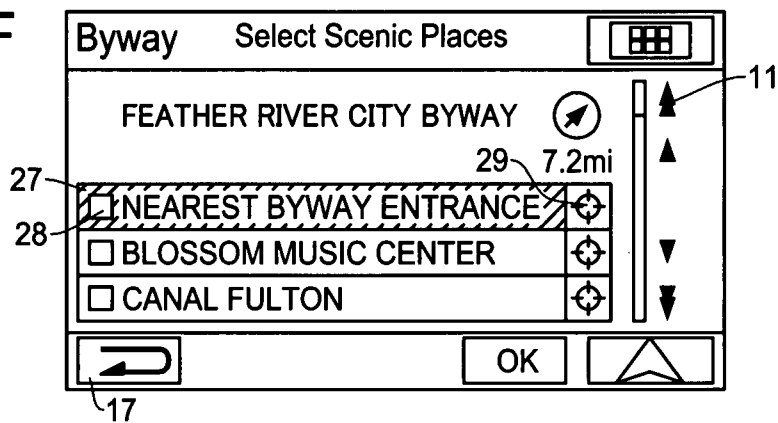 F
Byway Select Scenic Places
11
FEATHER RIVER CITY BYWAY
29 7.2mi
27 NEAREST BYWAY ENTRANCE
28
BLOSSOM MUSIC CENTER
CANAL FULTON
OK
17